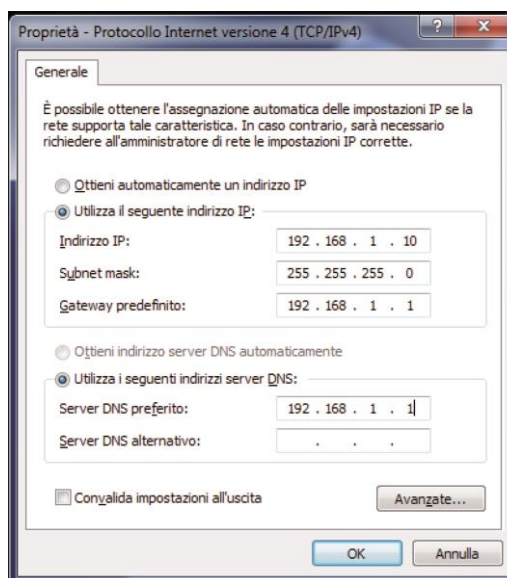 Proprietà - Protocollo Internet versione 4 (TCP/IPv4)
Generale
È possibile ottenere l'assegnazione automatica delle impostazioni IP se la
rete supporta tale caratteristica. In caso contrario, sarà necessario
richiedere all'amministratore di rete le impostazioni IP corrette.
Ottieni automaticamente un indirizzo IP
Utilizza il seguente indirizzo IP:
Indirizzo IP: 192 . 168 . 1 . 10
Subnet mask: 255 . 255 . 255 . 0
Gateway predefinito: 192 . 168 . 1 . 1
Ottieni indirizzo server DNS automaticamente
Utilizza i seguenti indirizzi server DNS:
Server DNS preferito: 192 . 168 . 1 . 1
Server DNS alternativo: . . .
Convalida impostazioni all'uscita
Avanzate...
OK Annulla